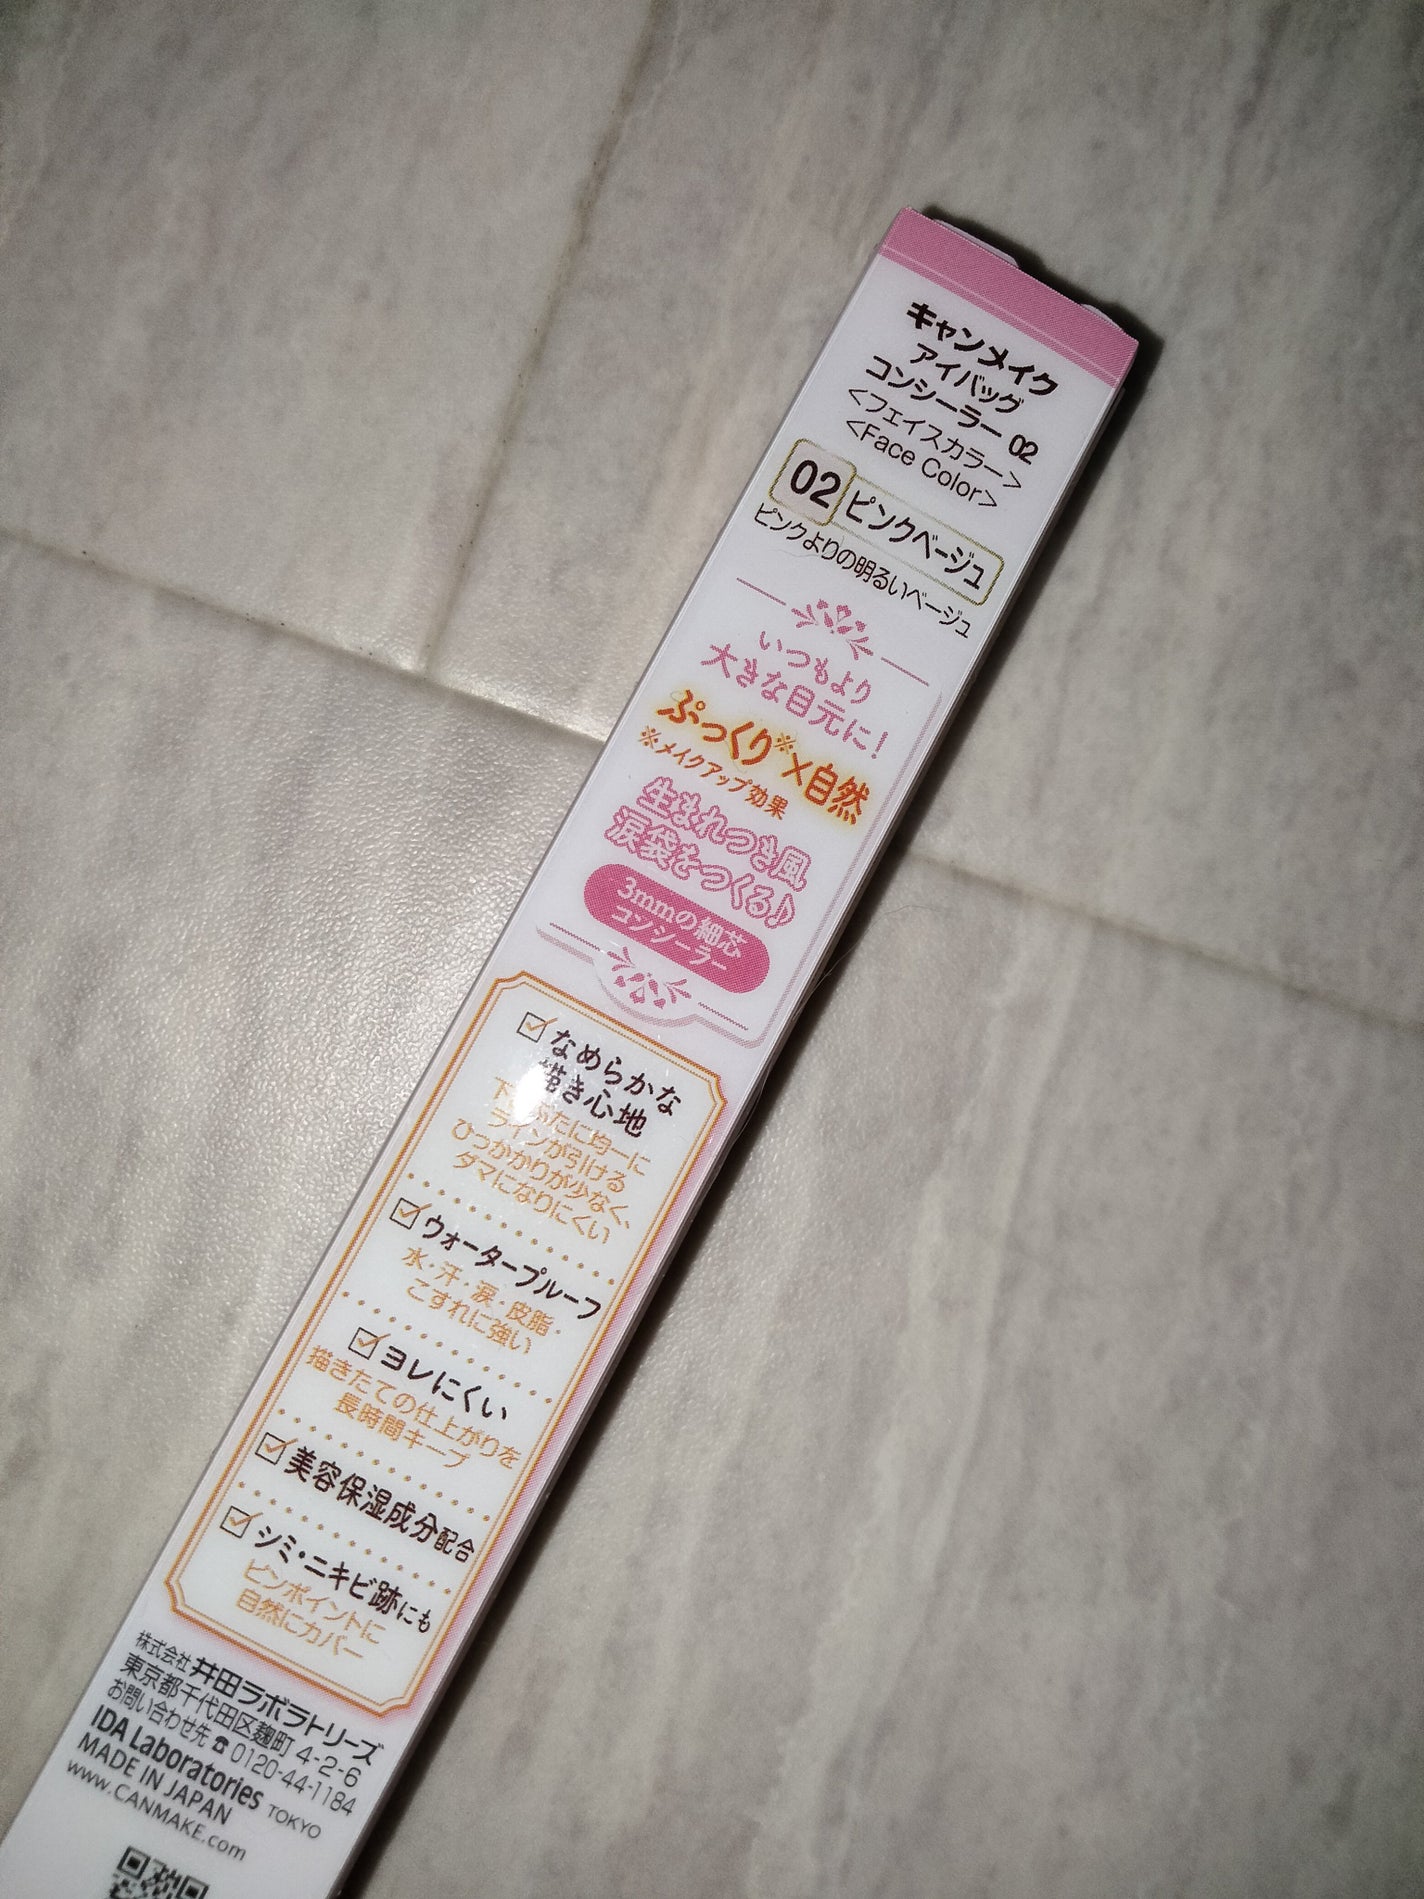 キャンメイク
アイバッグ
コンシーラー 02
<フェイスカラー>
<Face Color>
02 ピンクベージュ
ピンクよりの明るいベージュ
いつもより
大きな目元に!
ぷっくり※×自然
※メイクアップ効果
生まれつき風
涙袋をつくる♪
3mmの細芯
コンシーラー
なめらかな
描き心地
下まぶたに均一に
ラインが引ける
ひっかかりが少なく、
ダマになりにくい
ウォータープルーフ
水・汗・涙・皮脂・
こすれに強い
ヨレにくい
描きたての仕上がりを
長時間キープ
美容保湿成分配合
シミ・ニキビ跡にも
ピンポイントに
自然にカバー
株式会社 井田ラボラトリーズ
東京都千代田区麹町 4-2-6
お問い合わせ先 ☎ 0120-44-1184
IDA Laboratories TOKYO
MADE IN JAPAN
www.CANMAKE.com